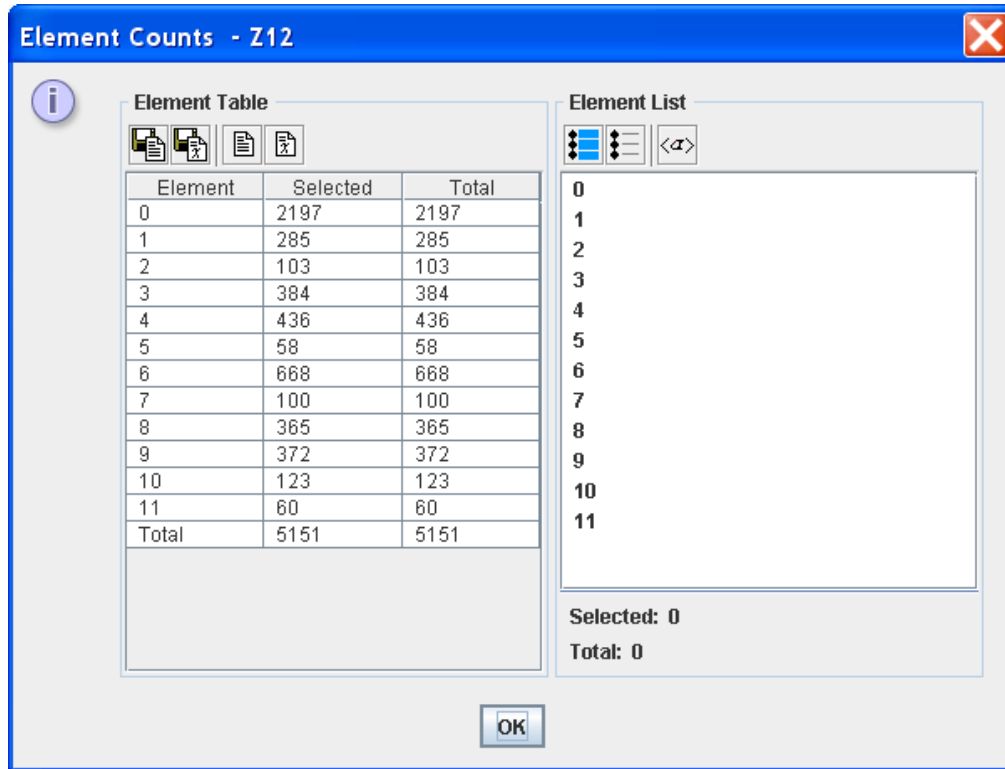 Element Counts - Z12
Element Table
Element Selected Total
0 2197 2197
1 285 285
2 103 103
3 384 384
4 436 436
5 58 58
6 668 668
7 100 100
8 365 365
9 372 372
10 123 123
11 60 60
Total 5151 5151
Element List
<α>
0
1
2
3
4
5
6
7
8
9
10
11
Selected: 0
Total: 0
OK